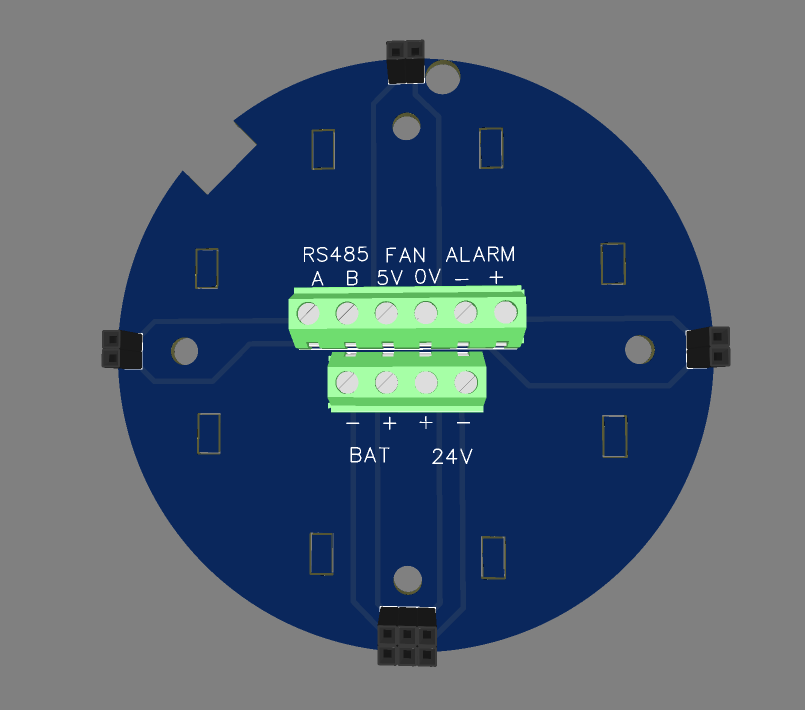 RS485 FAN ALARM
A B 5V 0V − +
− + + −
BAT 24V